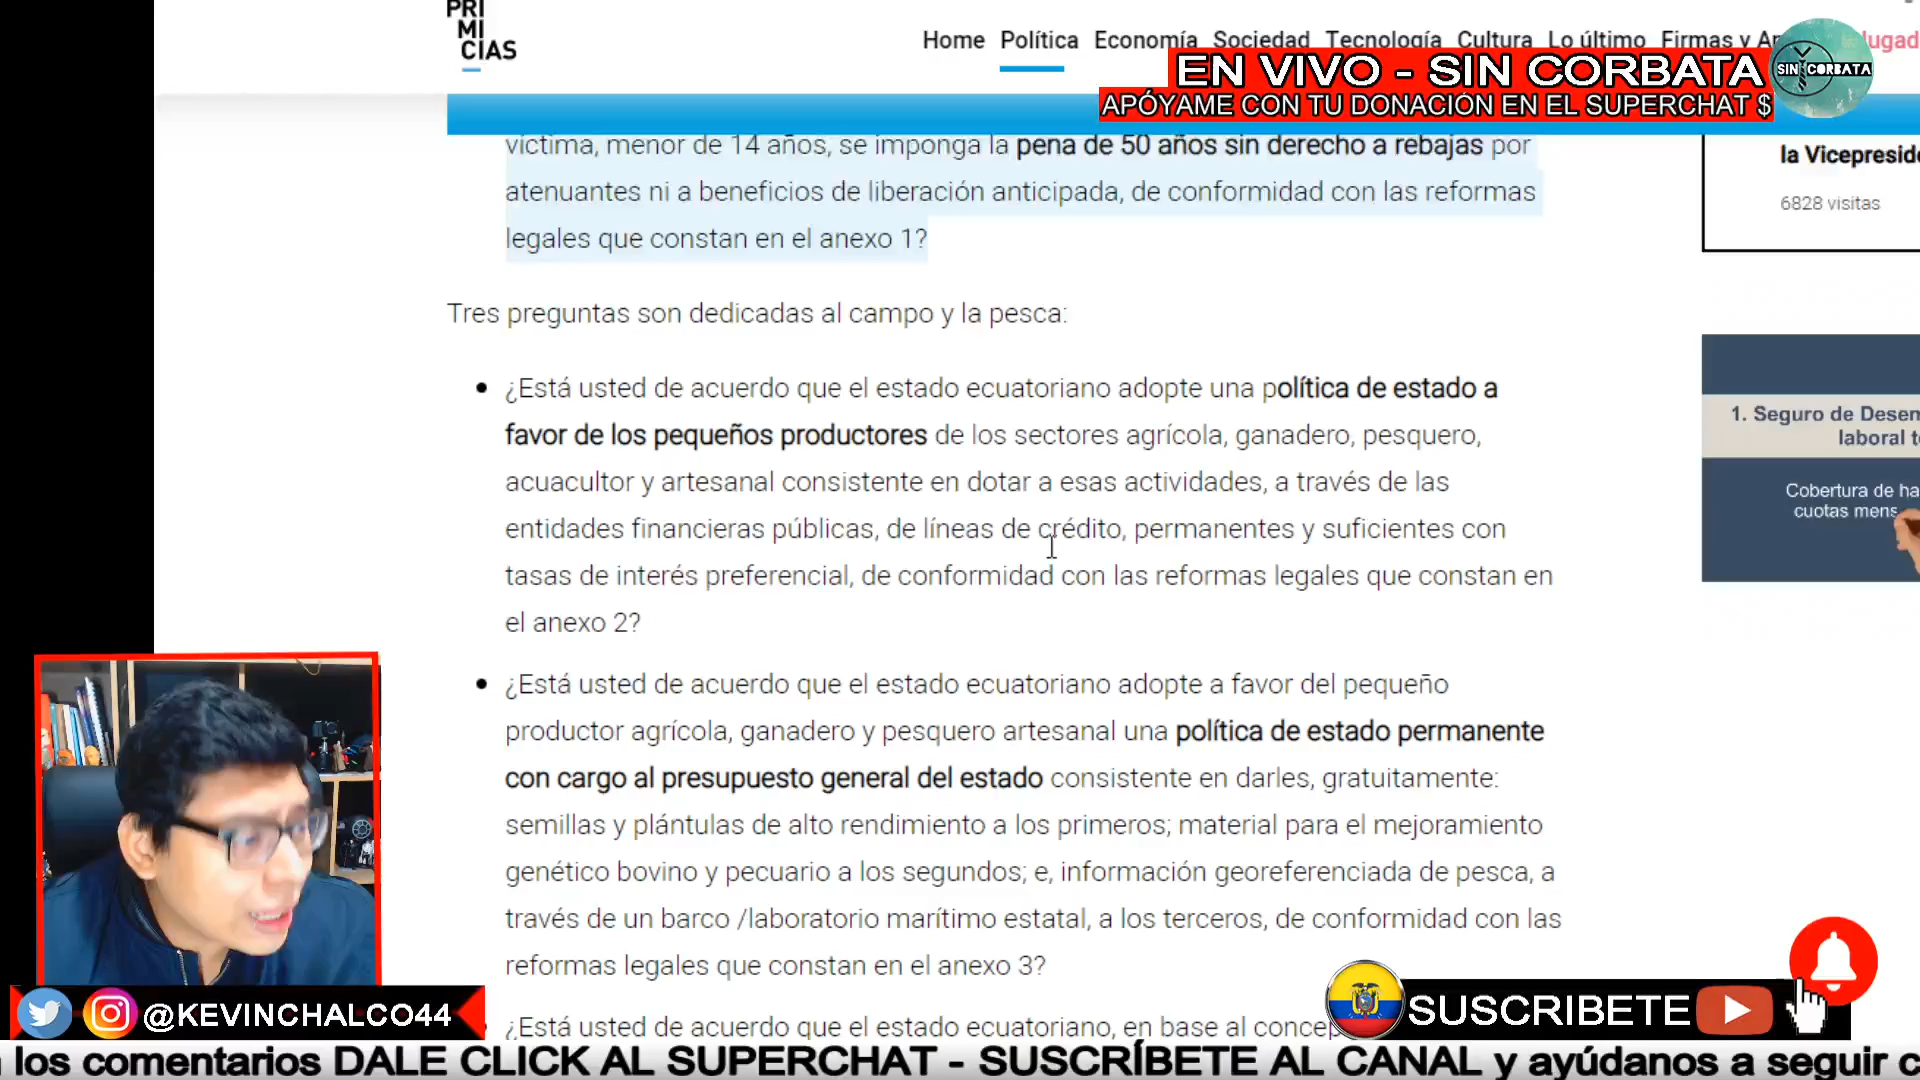 PRI
MI
CIAS
Home Política Economía Sociedad Tecnología Cultura Lo último Firmas y
EN VIVO - SIN CORBATA
SIN CORBATA
APÓYAME CON TU DONACIÓN EN EL SUPERCHAT $
víctima, menor de 14 años, se imponga la pena de 50 años sin derecho a rebajas por
atenuantes ni a beneficios de liberación anticipada, de conformidad con las reformas
legales que constan en el anexo 1?
la Vicepreside
6828 visitas
Tres preguntas son dedicadas al campo y la pesca:
• ¿Está usted de acuerdo que el estado ecuatoriano adopte una política de estado a
favor de los pequeños productores de los sectores agrícola, ganadero, pesquero,
acuacultor y artesanal consistente en dotar a esas actividades, a través de las
entidades financieras públicas, de líneas de crédito, permanentes y suficientes con
tasas de interés preferencial, de conformidad con las reformas legales que constan en
el anexo 2?
1. Seguro de Desem
laboral t
Cobertura de ha
cuotas mens
• ¿Está usted de acuerdo que el estado ecuatoriano adopte a favor del pequeño
productor agrícola, ganadero y pesquero artesanal una política de estado permanente
con cargo al presupuesto general del estado consistente en darles, gratuitamente:
semillas y plántulas de alto rendimiento a los primeros; material para el mejoramiento
genético bovino y pecuario a los segundos; e, información georeferenciada de pesca, a
través de un barco /laboratorio marítimo estatal, a los terceros, de conformidad con las
reformas legales que constan en el anexo 3?
¿Está usted de acuerdo que el estado ecuatoriano, en base al concep
@KEVINCHALCO44
SUSCRIBETE
n los comentarios DALE CLICK AL SUPERCHAT - SUSCRÍBETE AL CANAL y ayúdanos a seguir c